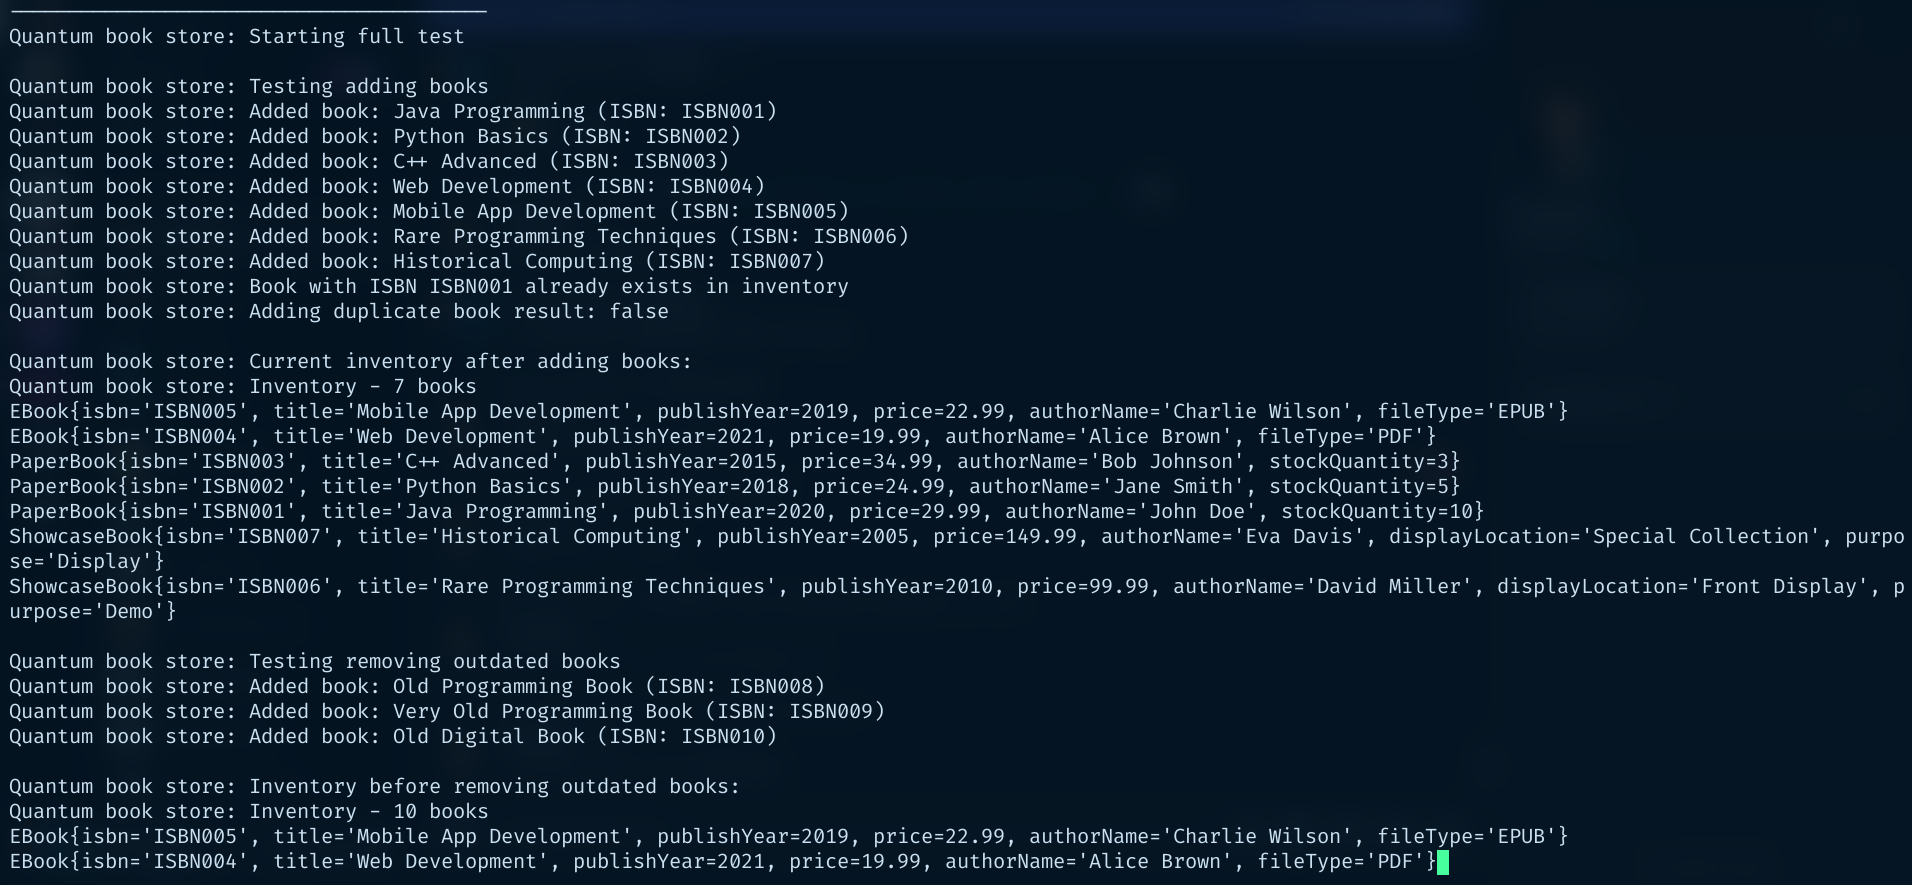 Quantum book store: Starting full test
Quantum book store: Testing adding books
Quantum book store: Added book: Java Programming (ISBN: ISBN001)
Quantum book store: Added book: Python Basics (ISBN: ISBN002)
Quantum book store: Added book: C++ Advanced (ISBN: ISBN003)
Quantum book store: Added book: Web Development (ISBN: ISBN004)
Quantum book store: Added book: Mobile App Development (ISBN: ISBN005)
Quantum book store: Added book: Rare Programming Techniques (ISBN: ISBN006)
Quantum book store: Added book: Historical Computing (ISBN: ISBN007)
Quantum book store: Book with ISBN ISBN001 already exists in inventory
Quantum book store: Adding duplicate book result: false
Quantum book store: Current inventory after adding books:
Quantum book store: Inventory - 7 books
EBook{isbn='ISBN005', title='Mobile App Development', publishYear=2019, price=22.99, authorName='Charlie Wilson', fileType='EPUB'}
EBook{isbn='ISBN004', title='Web Development', publishYear=2021, price=19.99, authorName='Alice Brown', fileType='PDF'}
PaperBook{isbn='ISBN003', title='C++ Advanced', publishYear=2015, price=34.99, authorName='Bob Johnson', stockQuantity=3}
PaperBook{isbn='ISBN002', title='Python Basics', publishYear=2018, price=24.99, authorName='Jane Smith', stockQuantity=5}
PaperBook{isbn='ISBN001', title='Java Programming', publishYear=2020, price=29.99, authorName='John Doe', stockQuantity=10}
ShowcaseBook{isbn='ISBN007', title='Historical Computing', publishYear=2005, price=149.99, authorName='Eva Davis', displayLocation='Special Collection', purpo
se='Display'}
ShowcaseBook{isbn='ISBN006', title='Rare Programming Techniques', publishYear=2010, price=99.99, authorName='David Miller', displayLocation='Front Display', p
urpose='Demo'}
Quantum book store: Testing removing outdated books
Quantum book store: Added book: Old Programming Book (ISBN: ISBN008)
Quantum book store: Added book: Very Old Programming Book (ISBN: ISBN009)
Quantum book store: Added book: Old Digital Book (ISBN: ISBN010)
Quantum book store: Inventory before removing outdated books:
Quantum book store: Inventory - 10 books
EBook{isbn='ISBN005', title='Mobile App Development', publishYear=2019, price=22.99, authorName='Charlie Wilson', fileType='EPUB'}
EBook{isbn='ISBN004', title='Web Development', publishYear=2021, price=19.99, authorName='Alice Brown', fileType='PDF'}